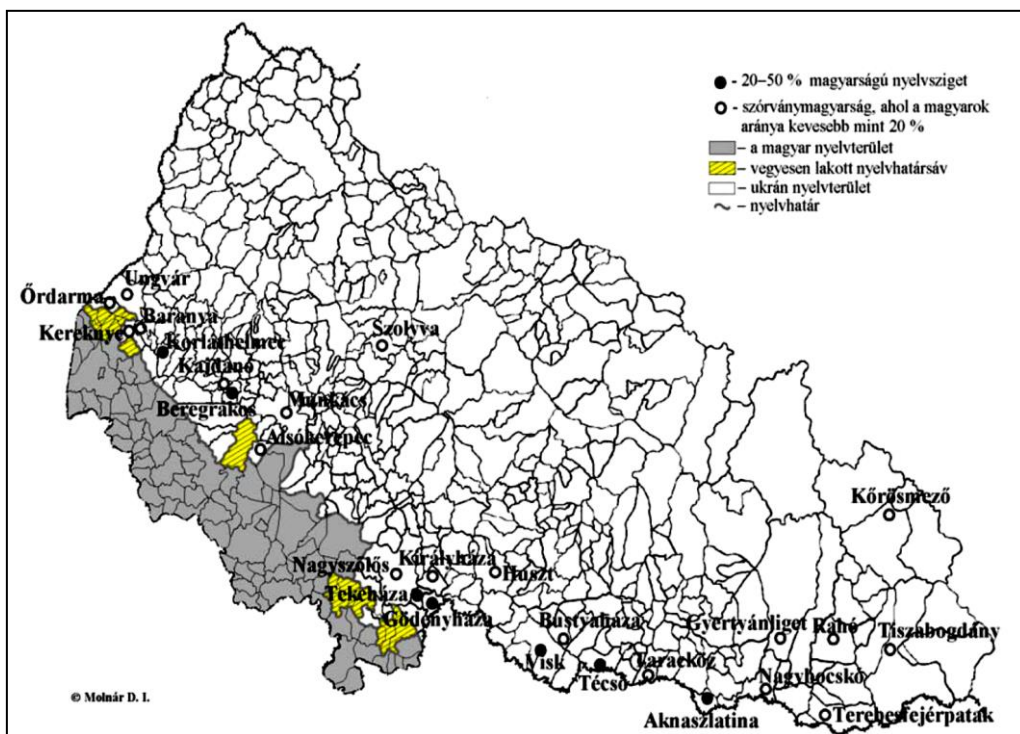 - 20–50 % magyarságú nyelvsziget
- szórványmagyarság, ahol a magyarok
aránya kevesebb mint 20 %
– a magyar nyelvterület
– vegyesen lakott nyelvhatársáv
– ukrán nyelvterület
– nyelvhatár
Ungvár
Őrdarma
Baranya
Kereknye
Korláthelmec
Szolyva
Kajdanó
Beregrákos
Munkács
Alsókerepec
Kőrösmező
Nagyszőlős
Királyháza
Huszt
Tekeháza
Gödényháza
Bustyaháza
Gyertyánliget
Rahó
Tiszabogdány
Visk
Técső
Taracköz
Nagybocskó
© Molnár D. I.
Aknaszlatina
Terebesfejérpatak